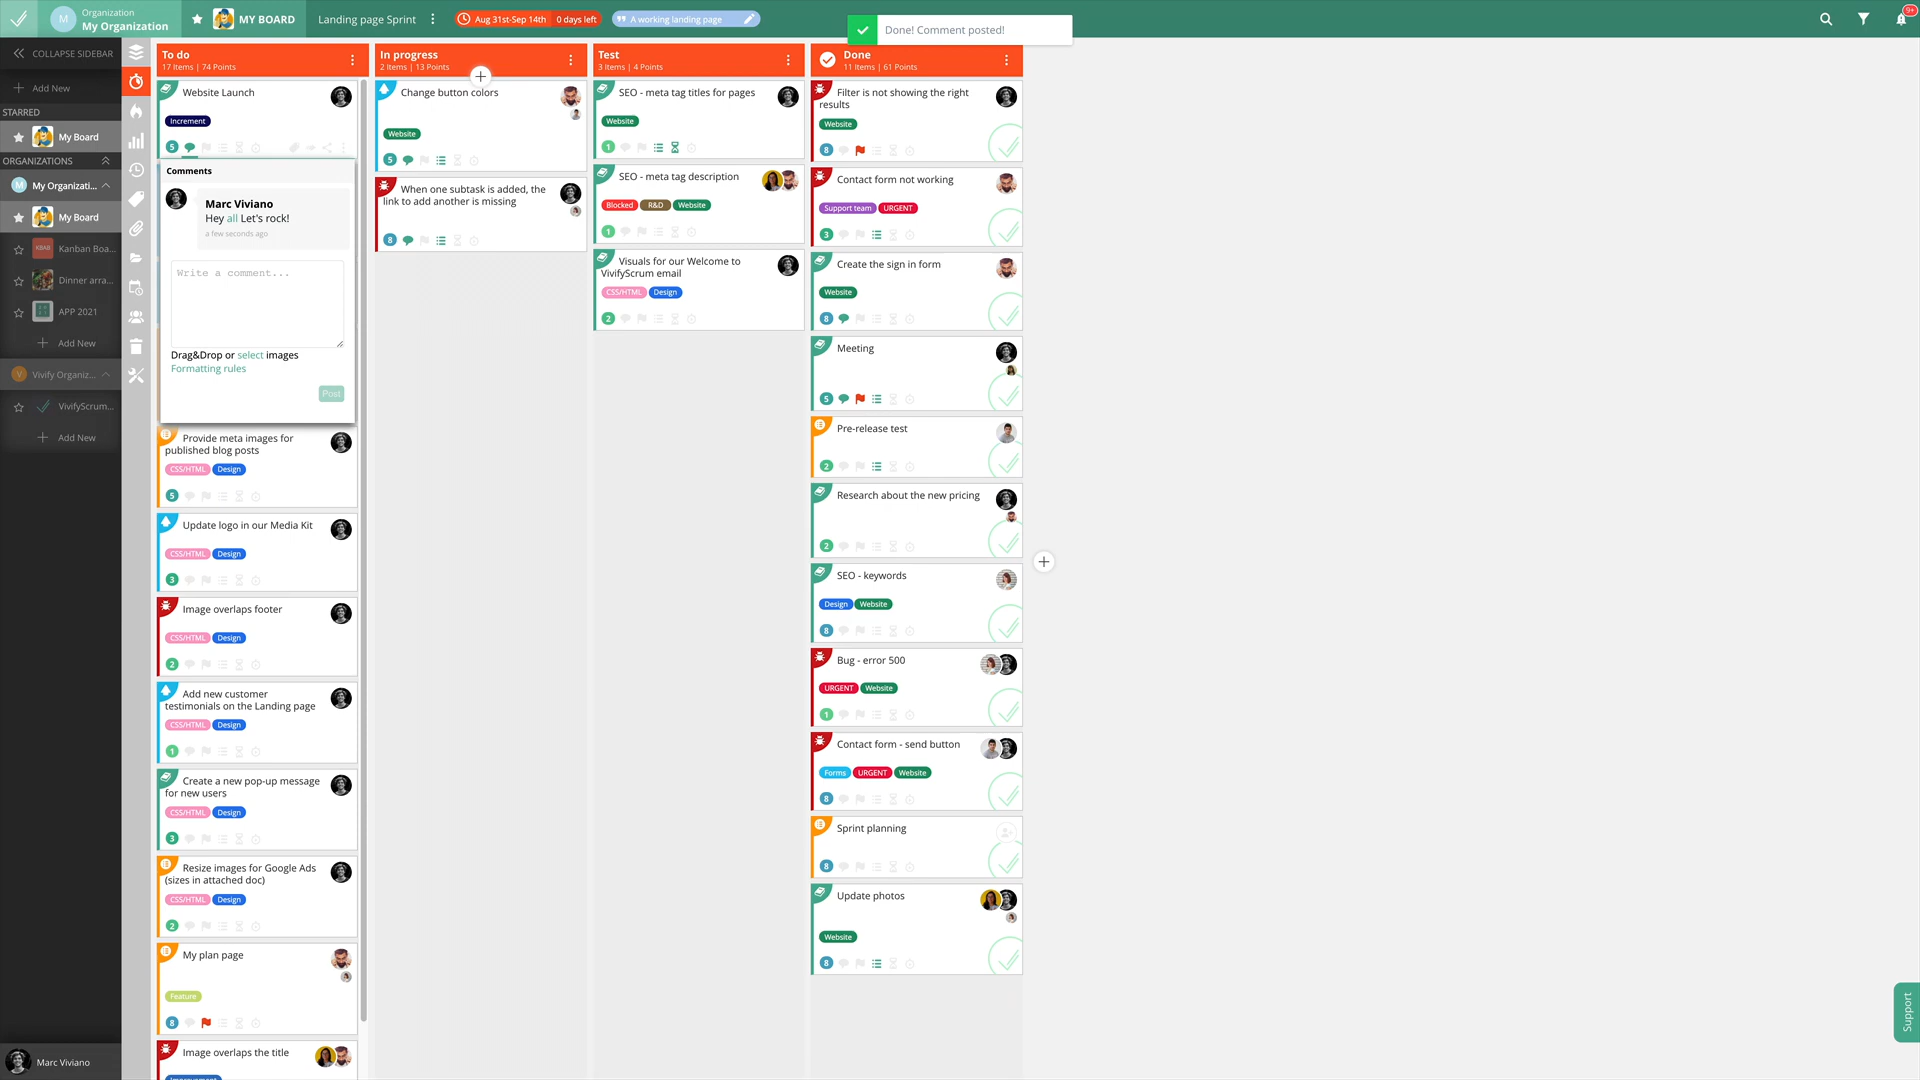 Organization
My Organization
M
MY BOARD
Landing page Sprint
Aug 31st-Sep 14th
0 days left
A working landing page
Done! Comment posted!
9+
COLLAPSE SIDEBAR
Add New
STARRED
My Board
ORGANIZATIONS
M
My Organizati...
My Board
KBAB
Kanban Boa...
Dinner arra...
APP 2021
Add New
V
Vivify Organiz...
VivifyScrum...
Add New
Marc Viviano
To do
17 Items | 74 Points
Website Launch
Increment
5
Comments
Marc Viviano
Hey all Let's rock!
a few seconds ago
Write a comment...
Drag&Drop or select images
Formatting rules
Post
Provide meta images for
published blog posts
CSS/HTML
Design
5
Update logo in our Media Kit
CSS/HTML
Design
3
Image overlaps footer
CSS/HTML
Design
2
Add new customer
testimonials on the Landing page
CSS/HTML
Design
1
Create a new pop-up message
for new users
CSS/HTML
Design
3
Resize images for Google Ads
(sizes in attached doc)
CSS/HTML
Design
2
My plan page
Feature
8
Image overlaps the title
Improvement
In progress
2 Items | 13 Points
Change button colors
Website
5
When one subtask is added, the
link to add another is missing
8
Test
3 Items | 4 Points
SEO - meta tag titles for pages
Website
1
SEO - meta tag description
Blocked
R&D
Website
1
Visuals for our Welcome to
VivifyScrum email
CSS/HTML
Design
2
Done
11 Items | 61 Points
Filter is not showing the right
results
Website
8
Contact form not working
Support team
URGENT
3
Create the sign in form
Website
8
Meeting
5
Pre-release test
2
Research about the new pricing
2
SEO - keywords
Design
Website
8
Bug - error 500
URGENT
Website
1
Contact form - send button
Forms
URGENT
Website
8
Sprint planning
8
Update photos
Website
8
Support